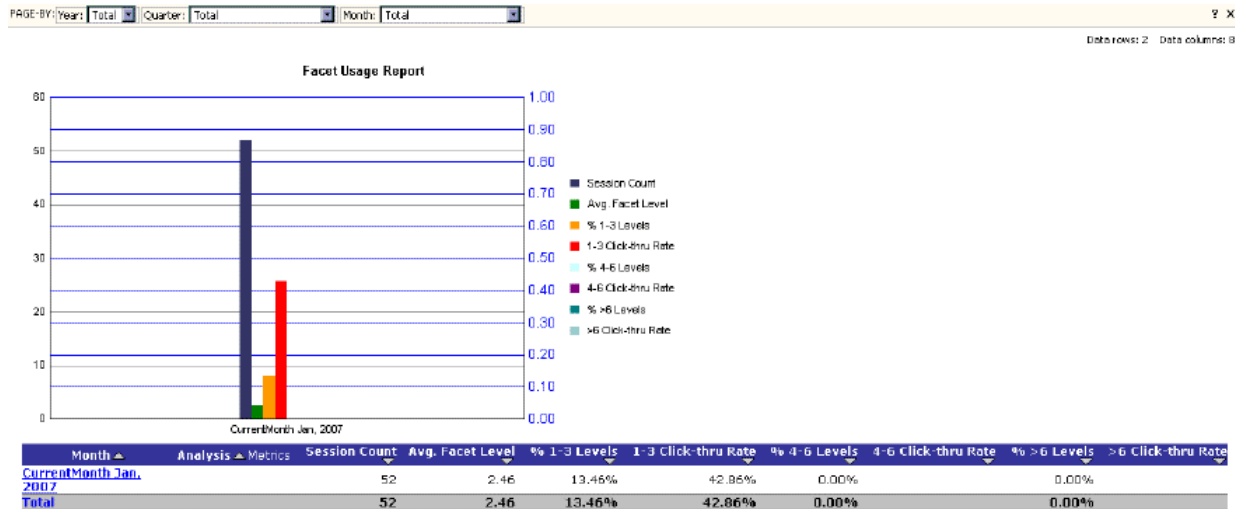 PAGE-BY: Year: Total Quarter: Total Month: Total ? X
Data rows: 2 Data columns: 8
Facet Usage Report
60 1.00
0.90
50
0.80
Session Count
0.70
40 Avg. Facet Level
0.60 % 1-3 Levels
1-3 Click-thru Rate
30 0.50
% 4-6 Levels
0.40 4-6 Click-thru Rate
20 % >6 Levels
0.30
>6 Click-thru Rate
0.20
10
0.10
0 0.00
CurrentMonth Jan, 2007
Month Analysis Metrics Session Count Avg. Facet Level % 1-3 Levels 1-3 Click-thru Rate % 4-6 Levels 4-6 Click-thru Rate % >6 Levels >6 Click-thru Rate
CurrentMonth Jan,
2007 52 2.46 13.46% 42.86% 0.00% 0.00%
Total 52 2.46 13.46% 42.86% 0.00% 0.00%